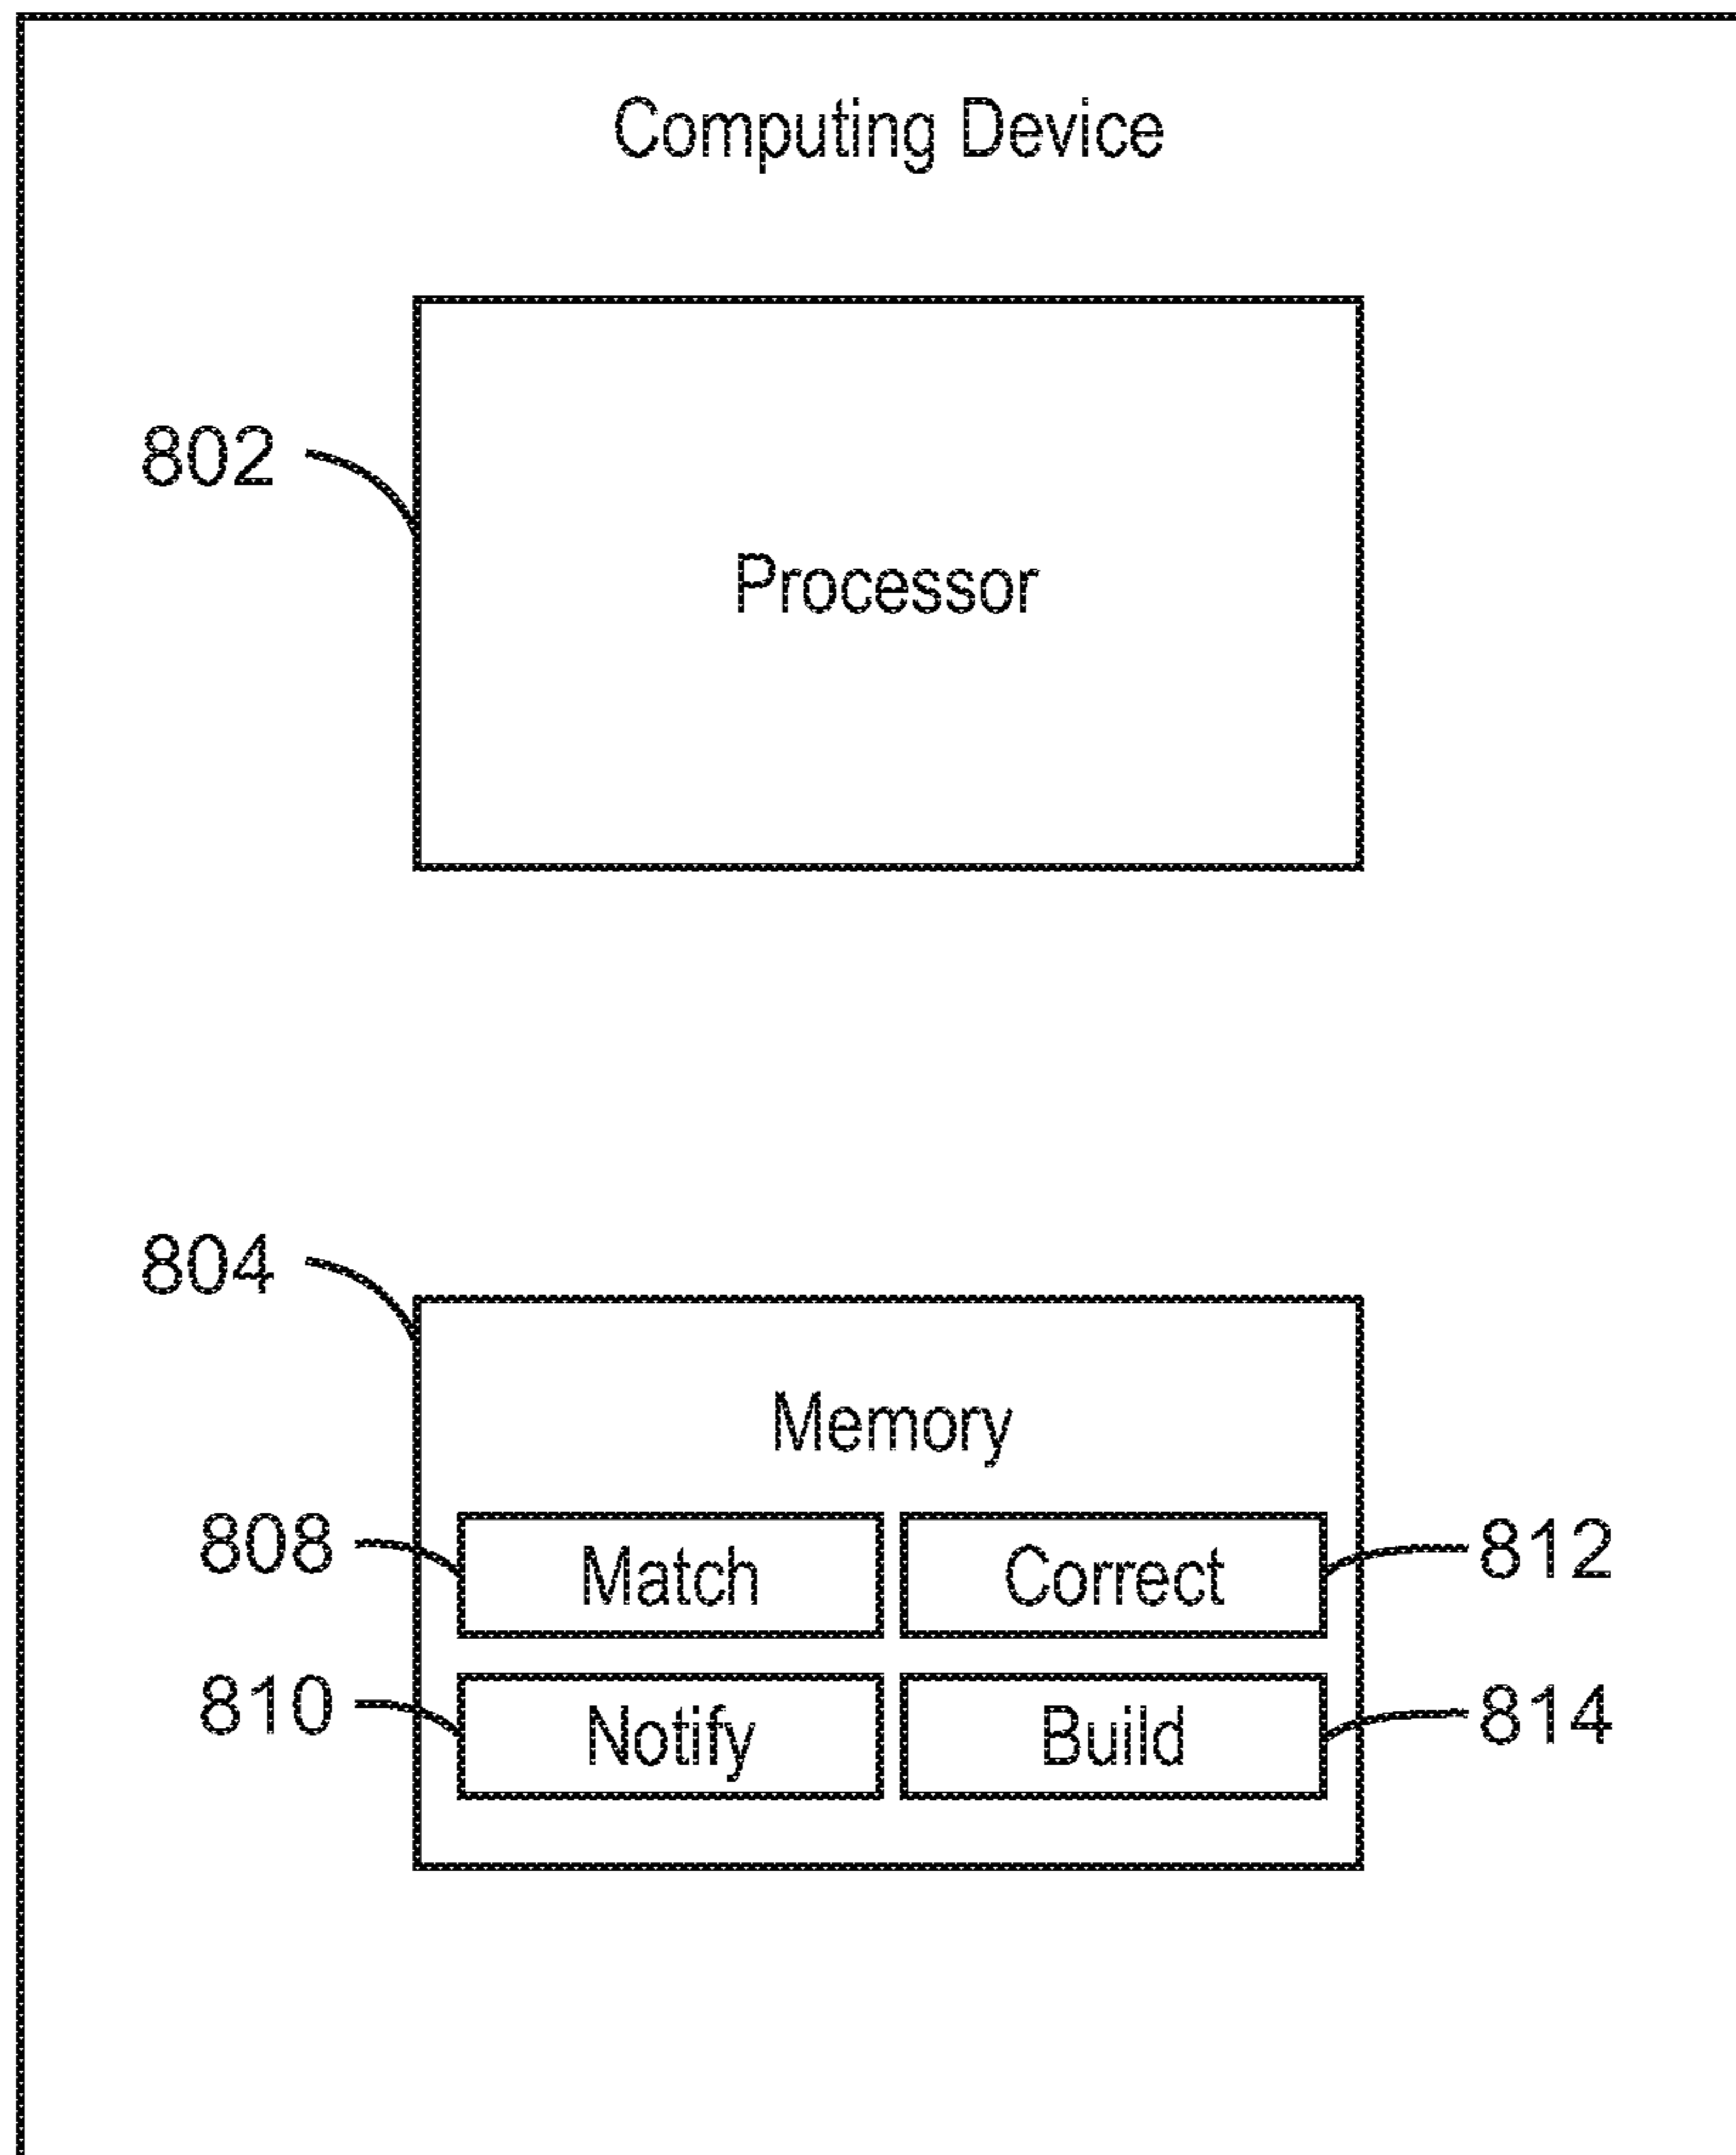 Computing Device
802
Processor
804
Memory
808
Match
Correct
812
810
Notify
Build
814